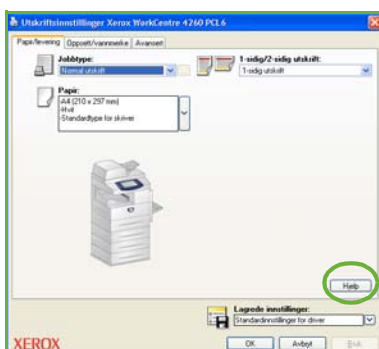 Utskriftsinnstillinger Xerox WorkCentre 4260 PCL6
Papir/levering Oppsett/vannmerke Avansert
Jobbtype:
Normal utskrift
1-sidig/2-sidig utskrift:
1-sidig utskrift
Papir:
-A4 (210 x 297 mm)
-Hvit
-Standardtype for skriver
Hjelp
Lagrede innstillinger:
Standardinnstillinger for driver
XEROX
OK Avbryt Bruk